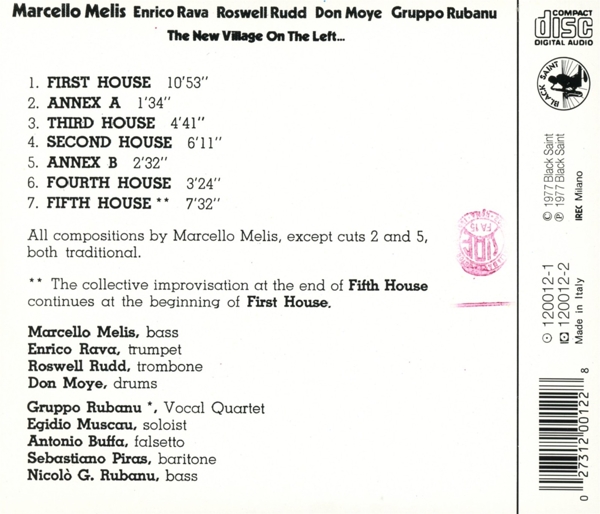 Marcello Melis Enrico Rava Roswell Rudd Don Moye Gruppo Rubanu
The New Village On The Left...
1. FIRST HOUSE 10'53"
2. ANNEX A 1'34"
3. THIRD HOUSE 4'41"
4. SECOND HOUSE 6'11"
5. ANNEX B 2'32"
6. FOURTH HOUSE 3'24"
7. FIFTH HOUSE ** 7'32"
All compositions by Marcello Melis, except cuts 2 and 5,
both traditional.
** The collective improvisation at the end of Fifth House
continues at the beginning of First House.
Marcello Melis, bass
Enrico Rava, trumpet
Roswell Rudd, trombone
Don Moye, drums
Gruppo Rubanu *, Vocal Quartet
Egidio Muscau, soloist
Antonio Buffa, falsetto
Sebastiano Piras, baritone
Nicolò G. Rubanu, bass
COMPACT
disc
DIGITAL AUDIO
BLACK SAINT
© 1977 Black Saint
℗ 1977 Black Saint
IREC Milano
120012-1
120012-2
Made in Italy
0 27312 00122 8